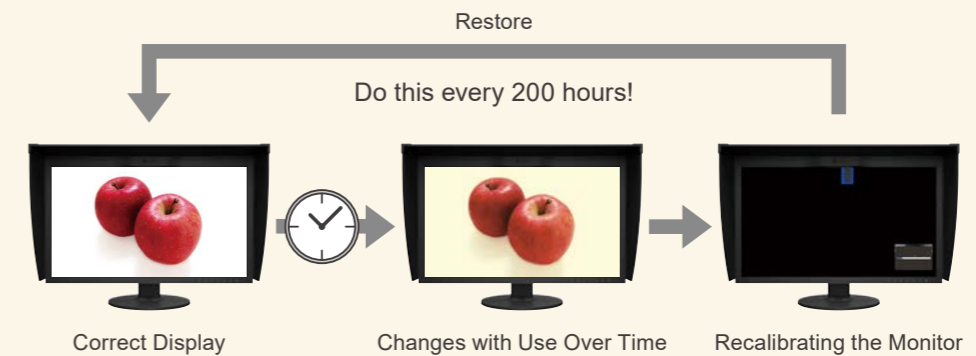 Restore
Do this every 200 hours!
Correct Display
Changes with Use Over Time
Recalibrating the Monitor